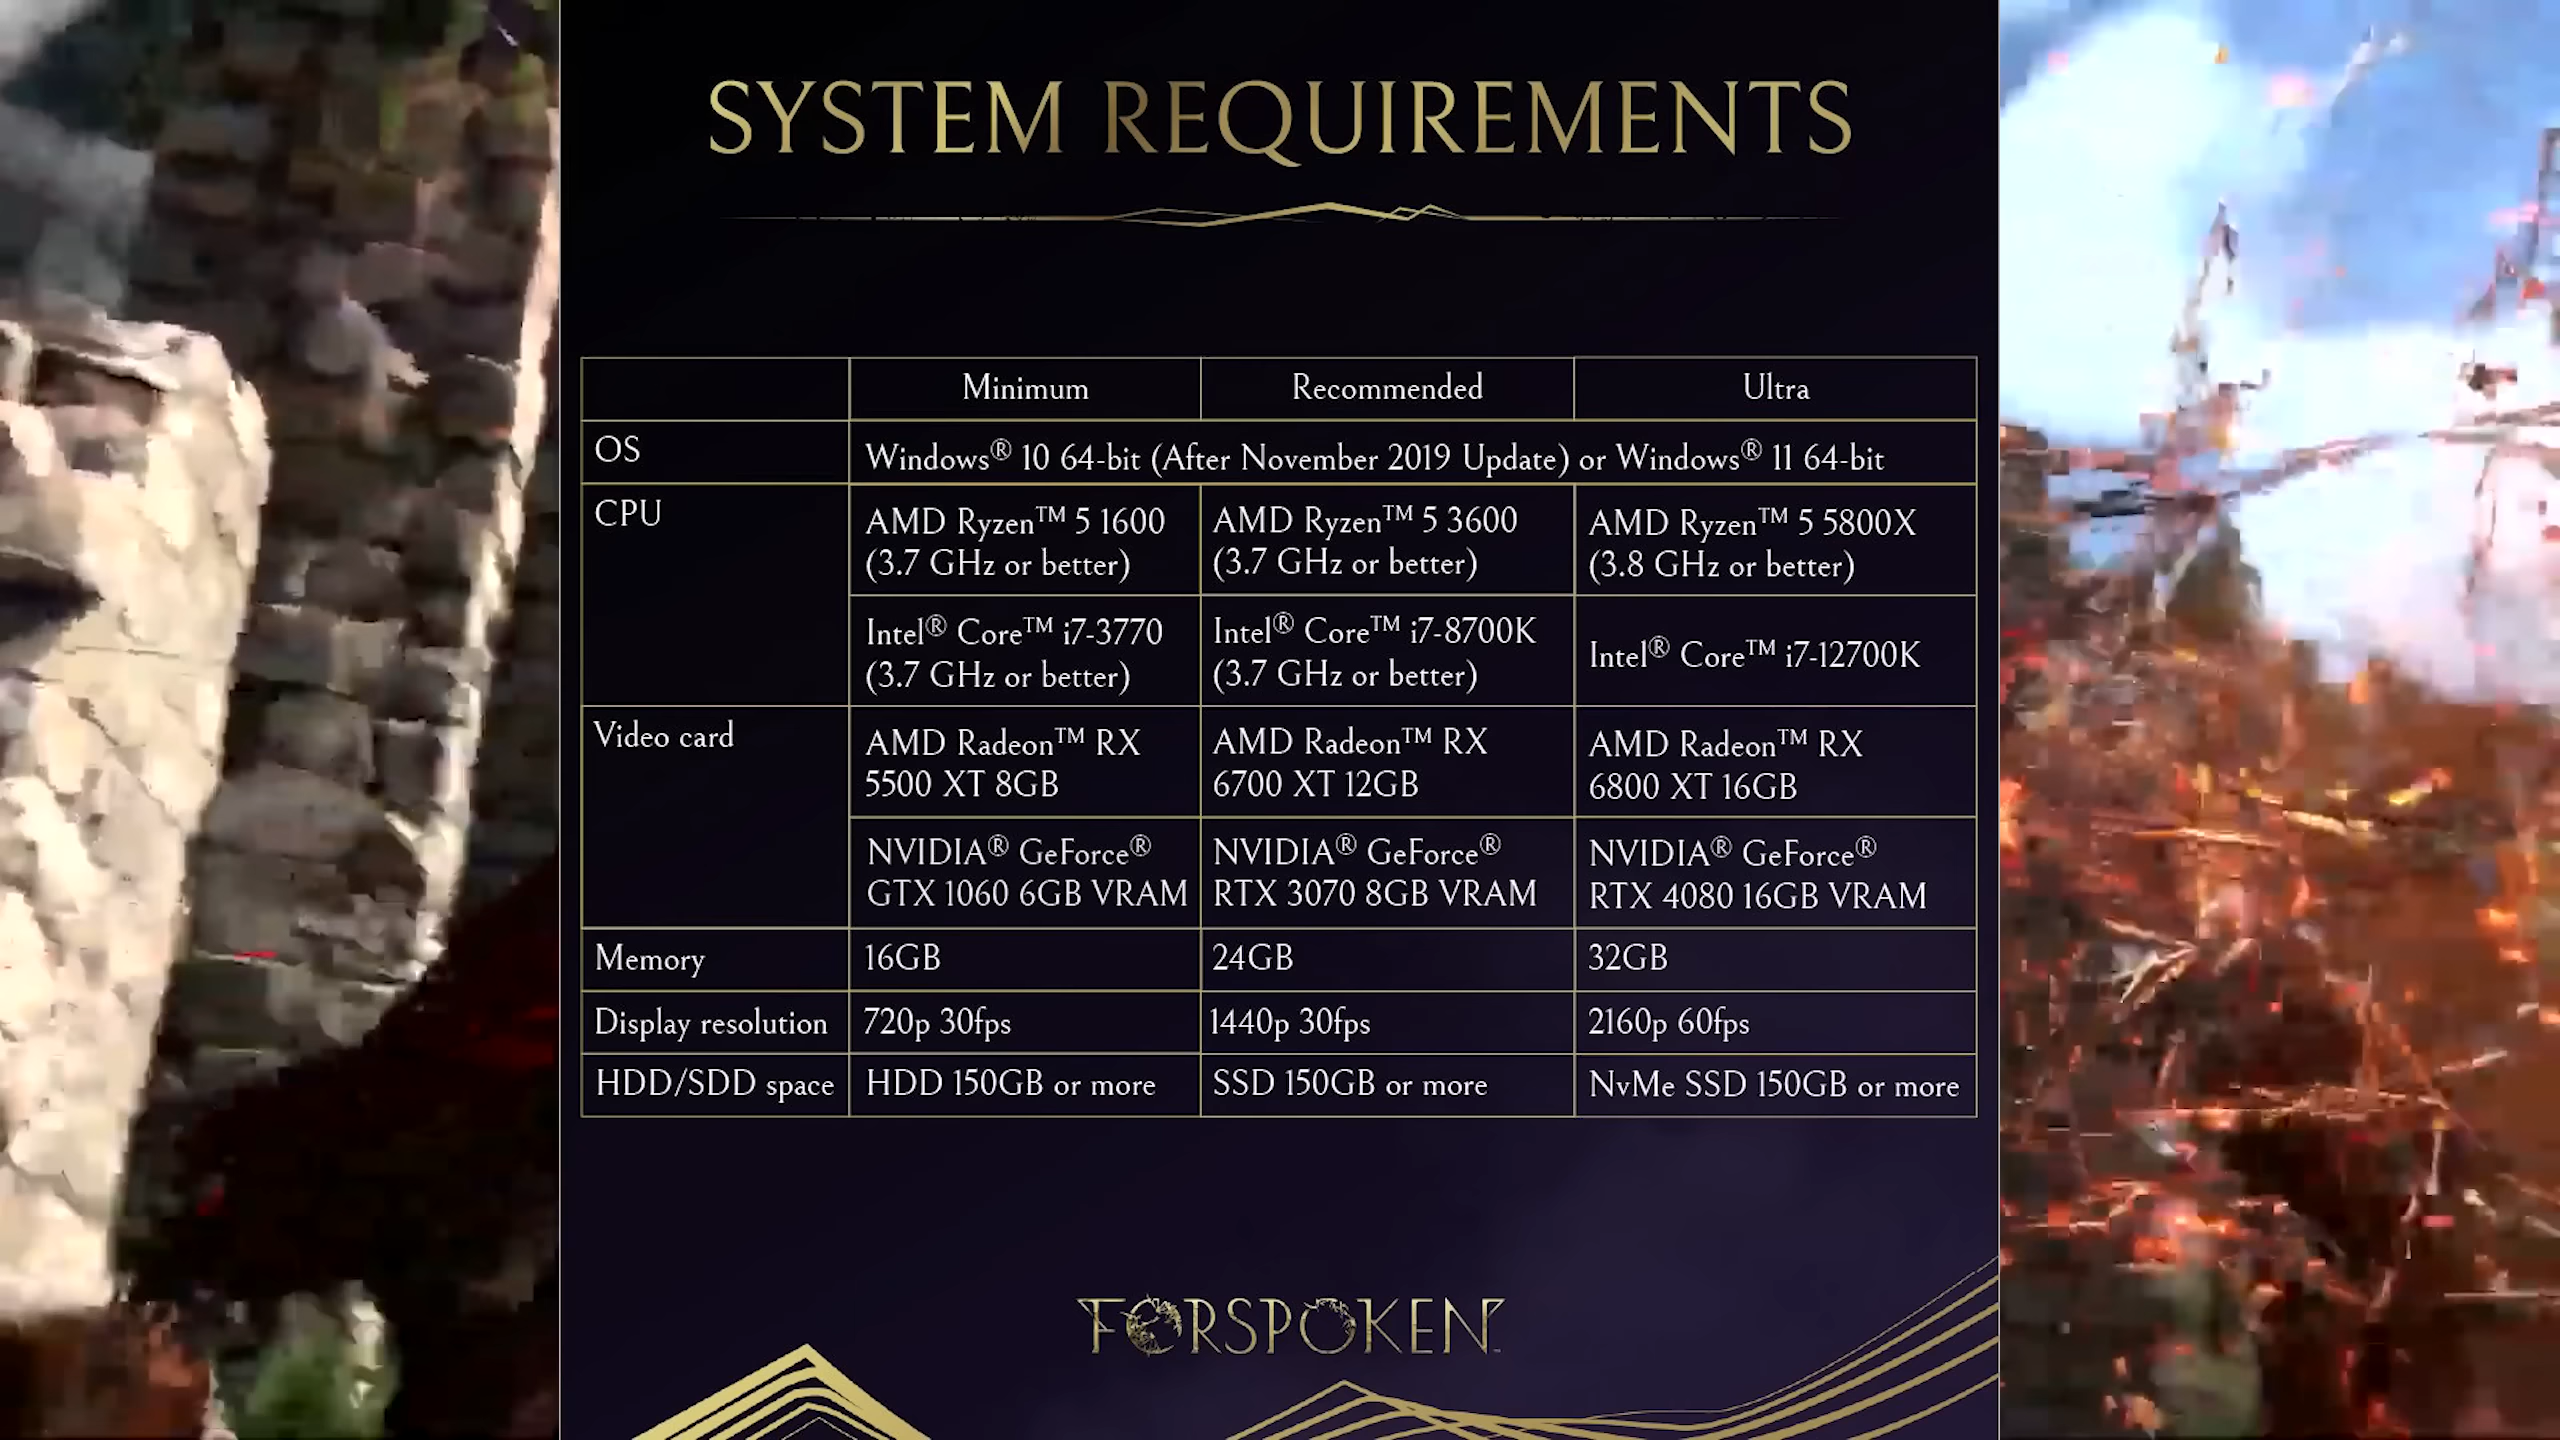 SYSTEM REQUIREMENTS
Minimum Recommended Ultra
OS Windows® 10 64-bit (After November 2019 Update) or Windows® 11 64-bit
CPU
AMD Ryzen™ 5 1600
(3.7 GHz or better)
AMD Ryzen™ 5 3600
(3.7 GHz or better)
AMD Ryzen™ 5 5800X
(3.8 GHz or better)
Intel® Core™ i7-3770
(3.7 GHz or better)
Intel® Core™ i7-8700K
(3.7 GHz or better)
Intel® Core™ i7-12700K
Video card
AMD Radeon™ RX
5500 XT 8GB
AMD Radeon™ RX
6700 XT 12GB
AMD Radeon™ RX
6800 XT 16GB
NVIDIA® GeForce®
GTX 1060 6GB VRAM
NVIDIA® GeForce®
RTX 3070 8GB VRAM
NVIDIA® GeForce®
RTX 4080 16GB VRAM
Memory 16GB 24GB 32GB
Display resolution 720p 30fps 1440p 30fps 2160p 60fps
HDD/SDD space HDD 150GB or more SSD 150GB or more NvMe SSD 150GB or more
FORSPOKEN™